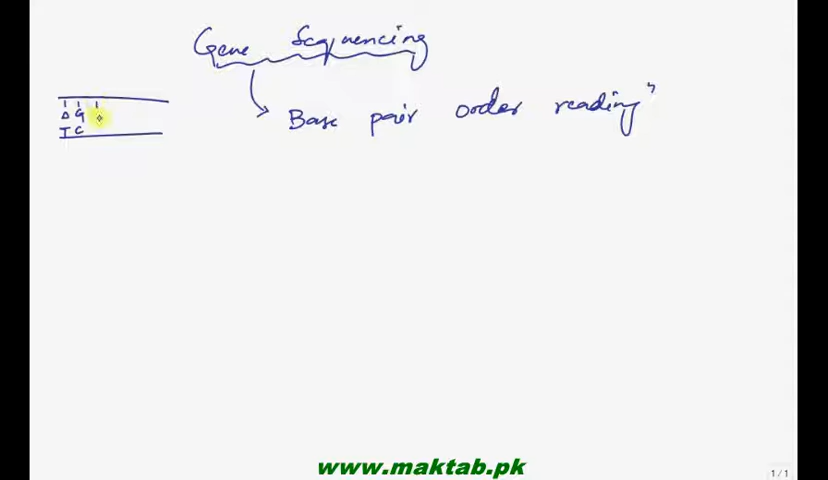 Gene Sequencing
Base pair order reading"
A G
T C
www.maktab.pk
1/1